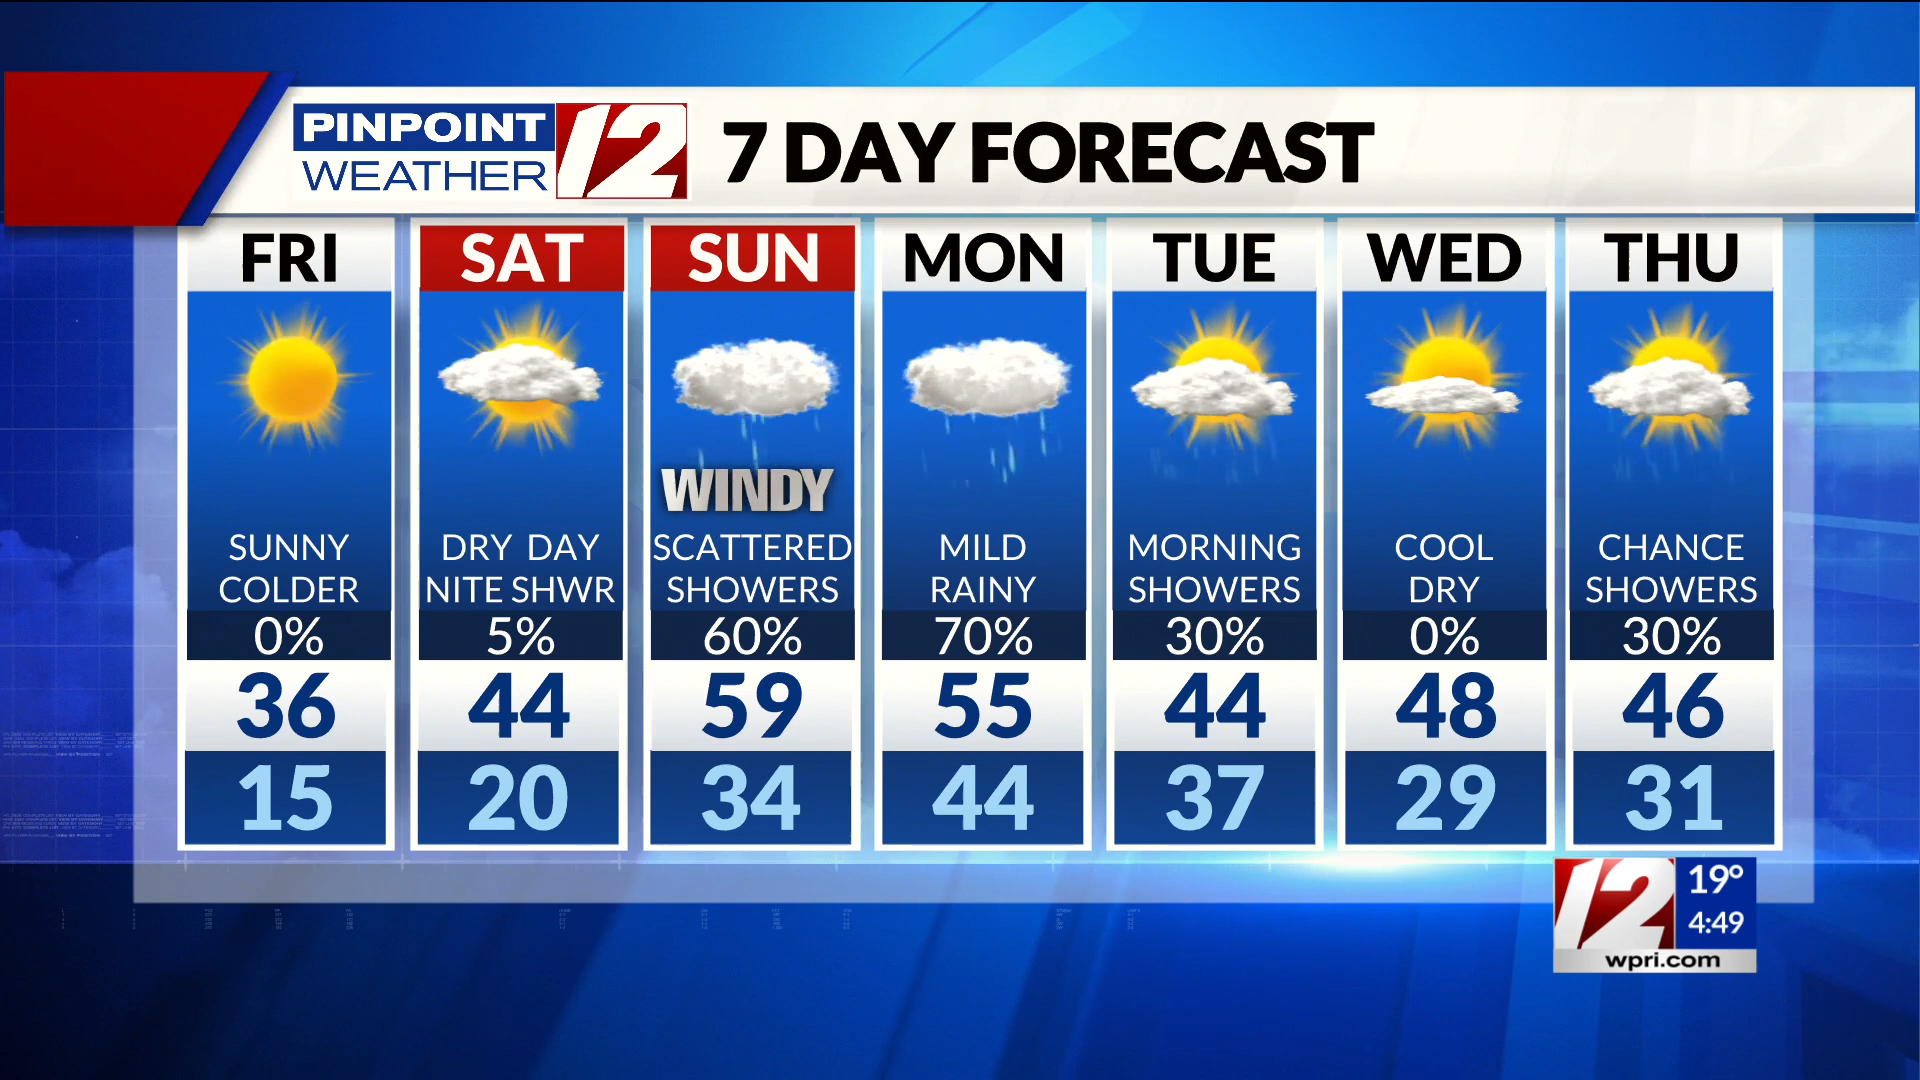 PINPOINT
WEATHER
12
7 DAY FORECAST
FRI
SUNNY
COLDER
0%
36
15
SAT
DRY DAY
NITE SHWR
5%
44
20
SUN
WINDY
SCATTERED
SHOWERS
60%
59
34
MON
MILD
RAINY
70%
55
44
TUE
MORNING
SHOWERS
30%
44
37
WED
COOL
DRY
0%
48
29
THU
CHANCE
SHOWERS
30%
46
31
12
19°
4:49
wpri.com